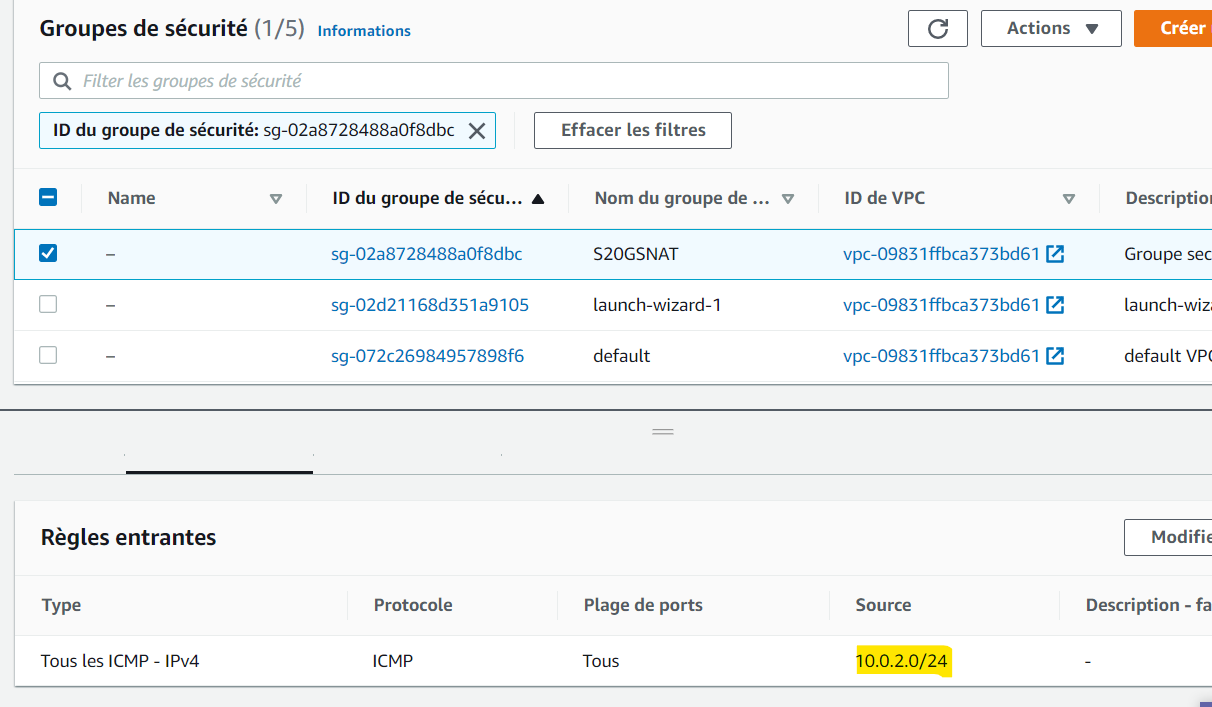 Groupes de sécurité (1/5) Informations
Actions
Créer
Filter les groupes de sécurité
ID du groupe de sécurité: sg-02a8728488a0f8dbc
Effacer les filtres
Name ID du groupe de sécu... Nom du groupe de ... ID de VPC Description
– sg-02a8728488a0f8dbc S20GSNAT vpc-09831ffbca373bd61 Groupe sec
– sg-02d21168d351a9105 launch-wizard-1 vpc-09831ffbca373bd61 launch-wiz
– sg-072c26984957898f6 default vpc-09831ffbca373bd61 default VPC
Règles entrantes
Modifie
Type Protocole Plage de ports Source Description - fa
Tous les ICMP - IPv4 ICMP Tous 10.0.2.0/24 -